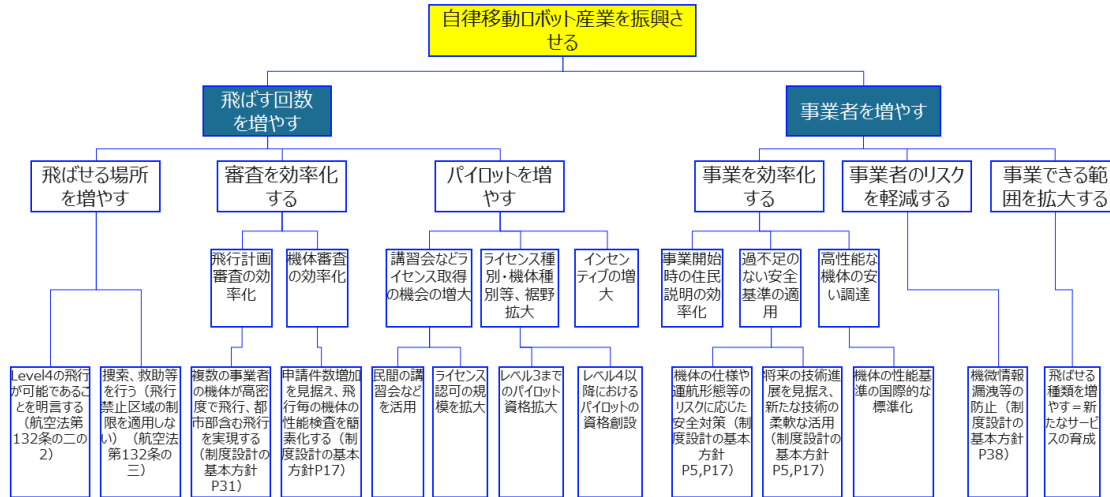 自律移動ロボット産業を振興さ
せる
飛ばす回数
を増やす
事業者を増やす
飛ばせる場所
を増やす
審査を効率化
する
パイロットを増
やす
事業を効率化
する
事業者のリスク
を軽減する
事業できる範
囲を拡大する
飛行計画
審査の効
率化
機体審査
の効率化
講習会などラ
イセンス取得
の機会の増大
ライセンス種
別・機体種
別等、裾野
拡大
インセン
ティブの増
大
事業開始
時の住民
説明の効
率化
過不足の
ない安全
基準の適
用
高性能な
機体の安
い調達
Level4の飛行
が可能であるこ
とを明言する
(航空法第
132条の二の
2)
捜索、救助等
を行う(飛行
禁止区域の制
限を適用しな
い)(航空法
第132条の
三)
複数の事業者
の機体が高密
度で飛行、都
市部含む飛行
を実現する
(制度設計の
基本方針
P31)
申請件数増加
を見据え、飛
行毎の機体の
性能検査を簡
素化する(制
度設計の基本
方針P17)
民間の講
習会などを
活用
ライセンス
認可の規
模を拡大
レベル3まで
のパイロット
資格拡大
レベル4以
降における
パイロットの
資格創設
機体の仕様や
運航形態等の
リスクに応じた
安全対策(制
度設計の基本
方針
P5,P17)
将来の技術進
展を見据え、
新たな技術の
柔軟な活用
(制度設計の
基本方針
P5,P17)
機体の性能基
準の国際的な
標準化
機微情報
漏洩等の
防止(制
度設計の
基本方針
P38)
飛ばせる
種類を増
やす=新
たなサービ
スの育成